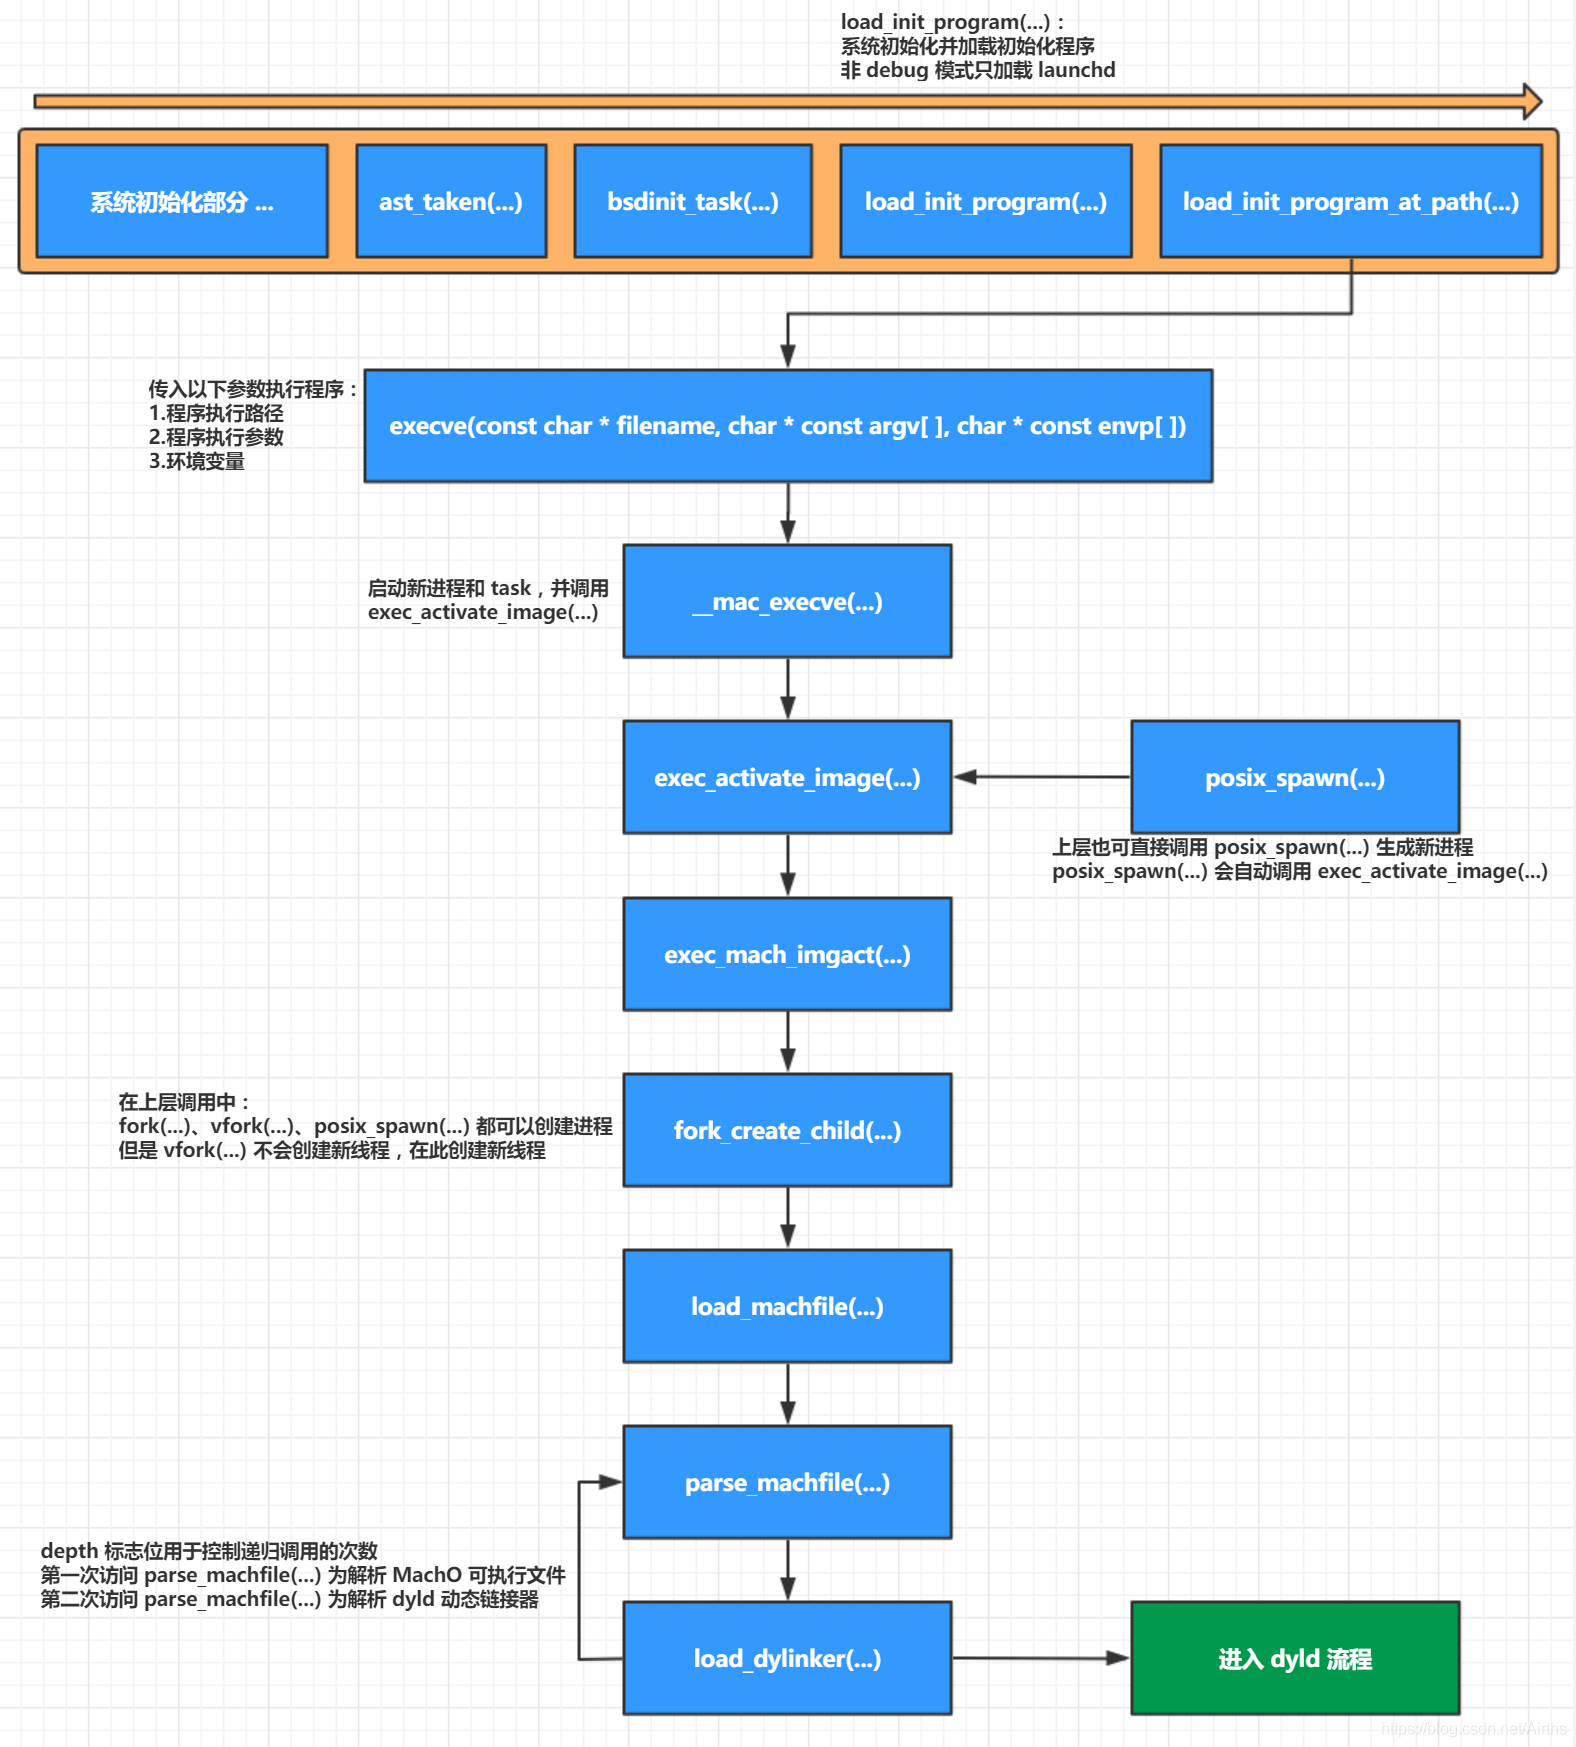 load_init_program(...)：
系统初始化并加载初始化程序
非 debug 模式只加载 launchd
系统初始化部分 ...
ast_taken(...)
bsdinit_task(...)
load_init_program(...)
load_init_program_at_path(...)
传入以下参数执行程序：
1.程序执行路径
2.程序执行参数
3.环境变量
execve(const char * filename, char * const argv[ ], char * const envp[ ])
启动新进程和 task，并调用
exec_activate_image(...)
__mac_execve(...)
exec_activate_image(...)
posix_spawn(...)
上层也可直接调用 posix_spawn(...) 生成新进程
posix_spawn(...) 会自动调用 exec_activate_image(...)
exec_mach_imgact(...)
在上层调用中：
fork(...)、vfork(...)、posix_spawn(...) 都可以创建进程
但是 vfork(...) 不会创建新线程，在此创建新线程
fork_create_child(...)
load_machfile(...)
parse_machfile(...)
depth 标志位用于控制递归调用的次数
第一次访问 parse_machfile(...) 为解析 MachO 可执行文件
第二次访问 parse_machfile(...) 为解析 dyld 动态链接器
load_dylinker(...)
进入 dyld 流程
https://blog.csdn.net/Airths